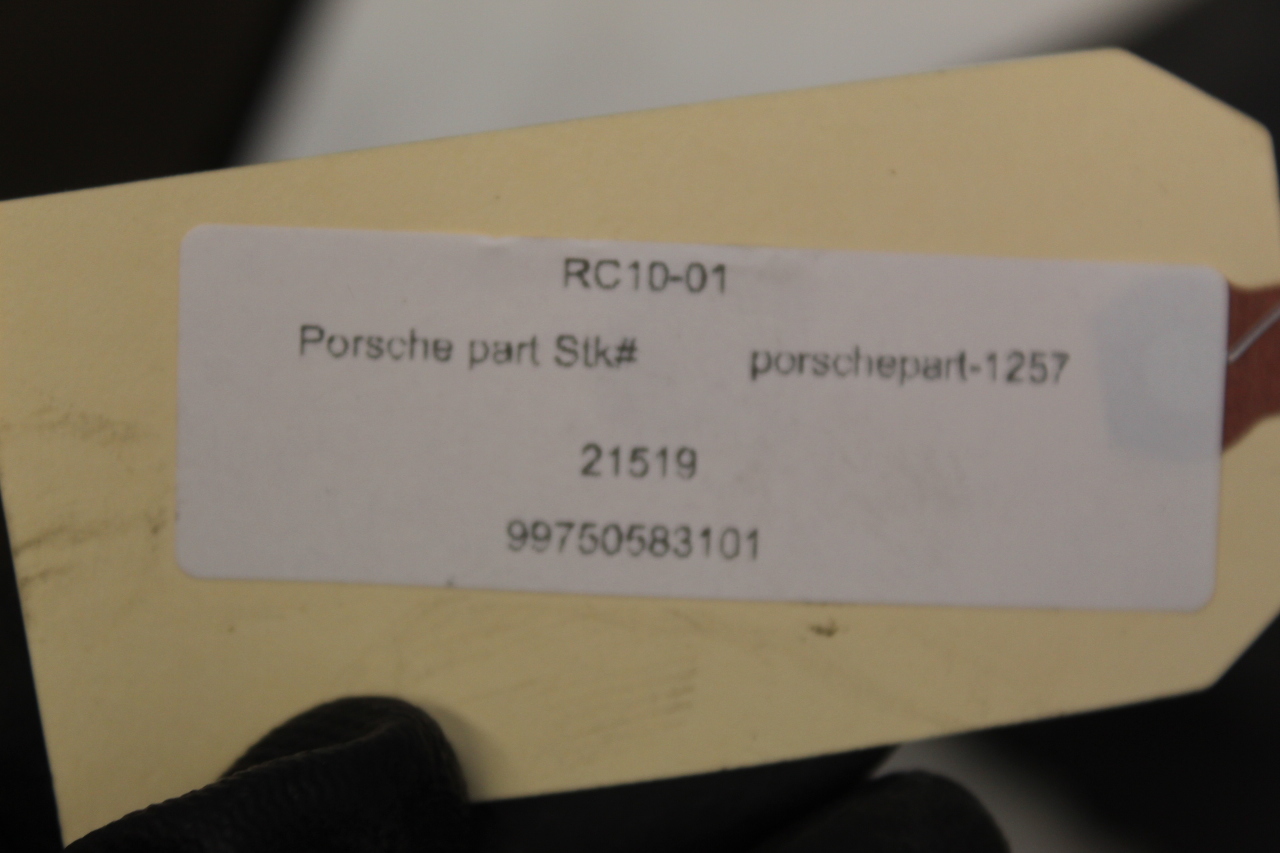 RC10-01
Porsche part Stk# porschepart-1257
21519
99750583101